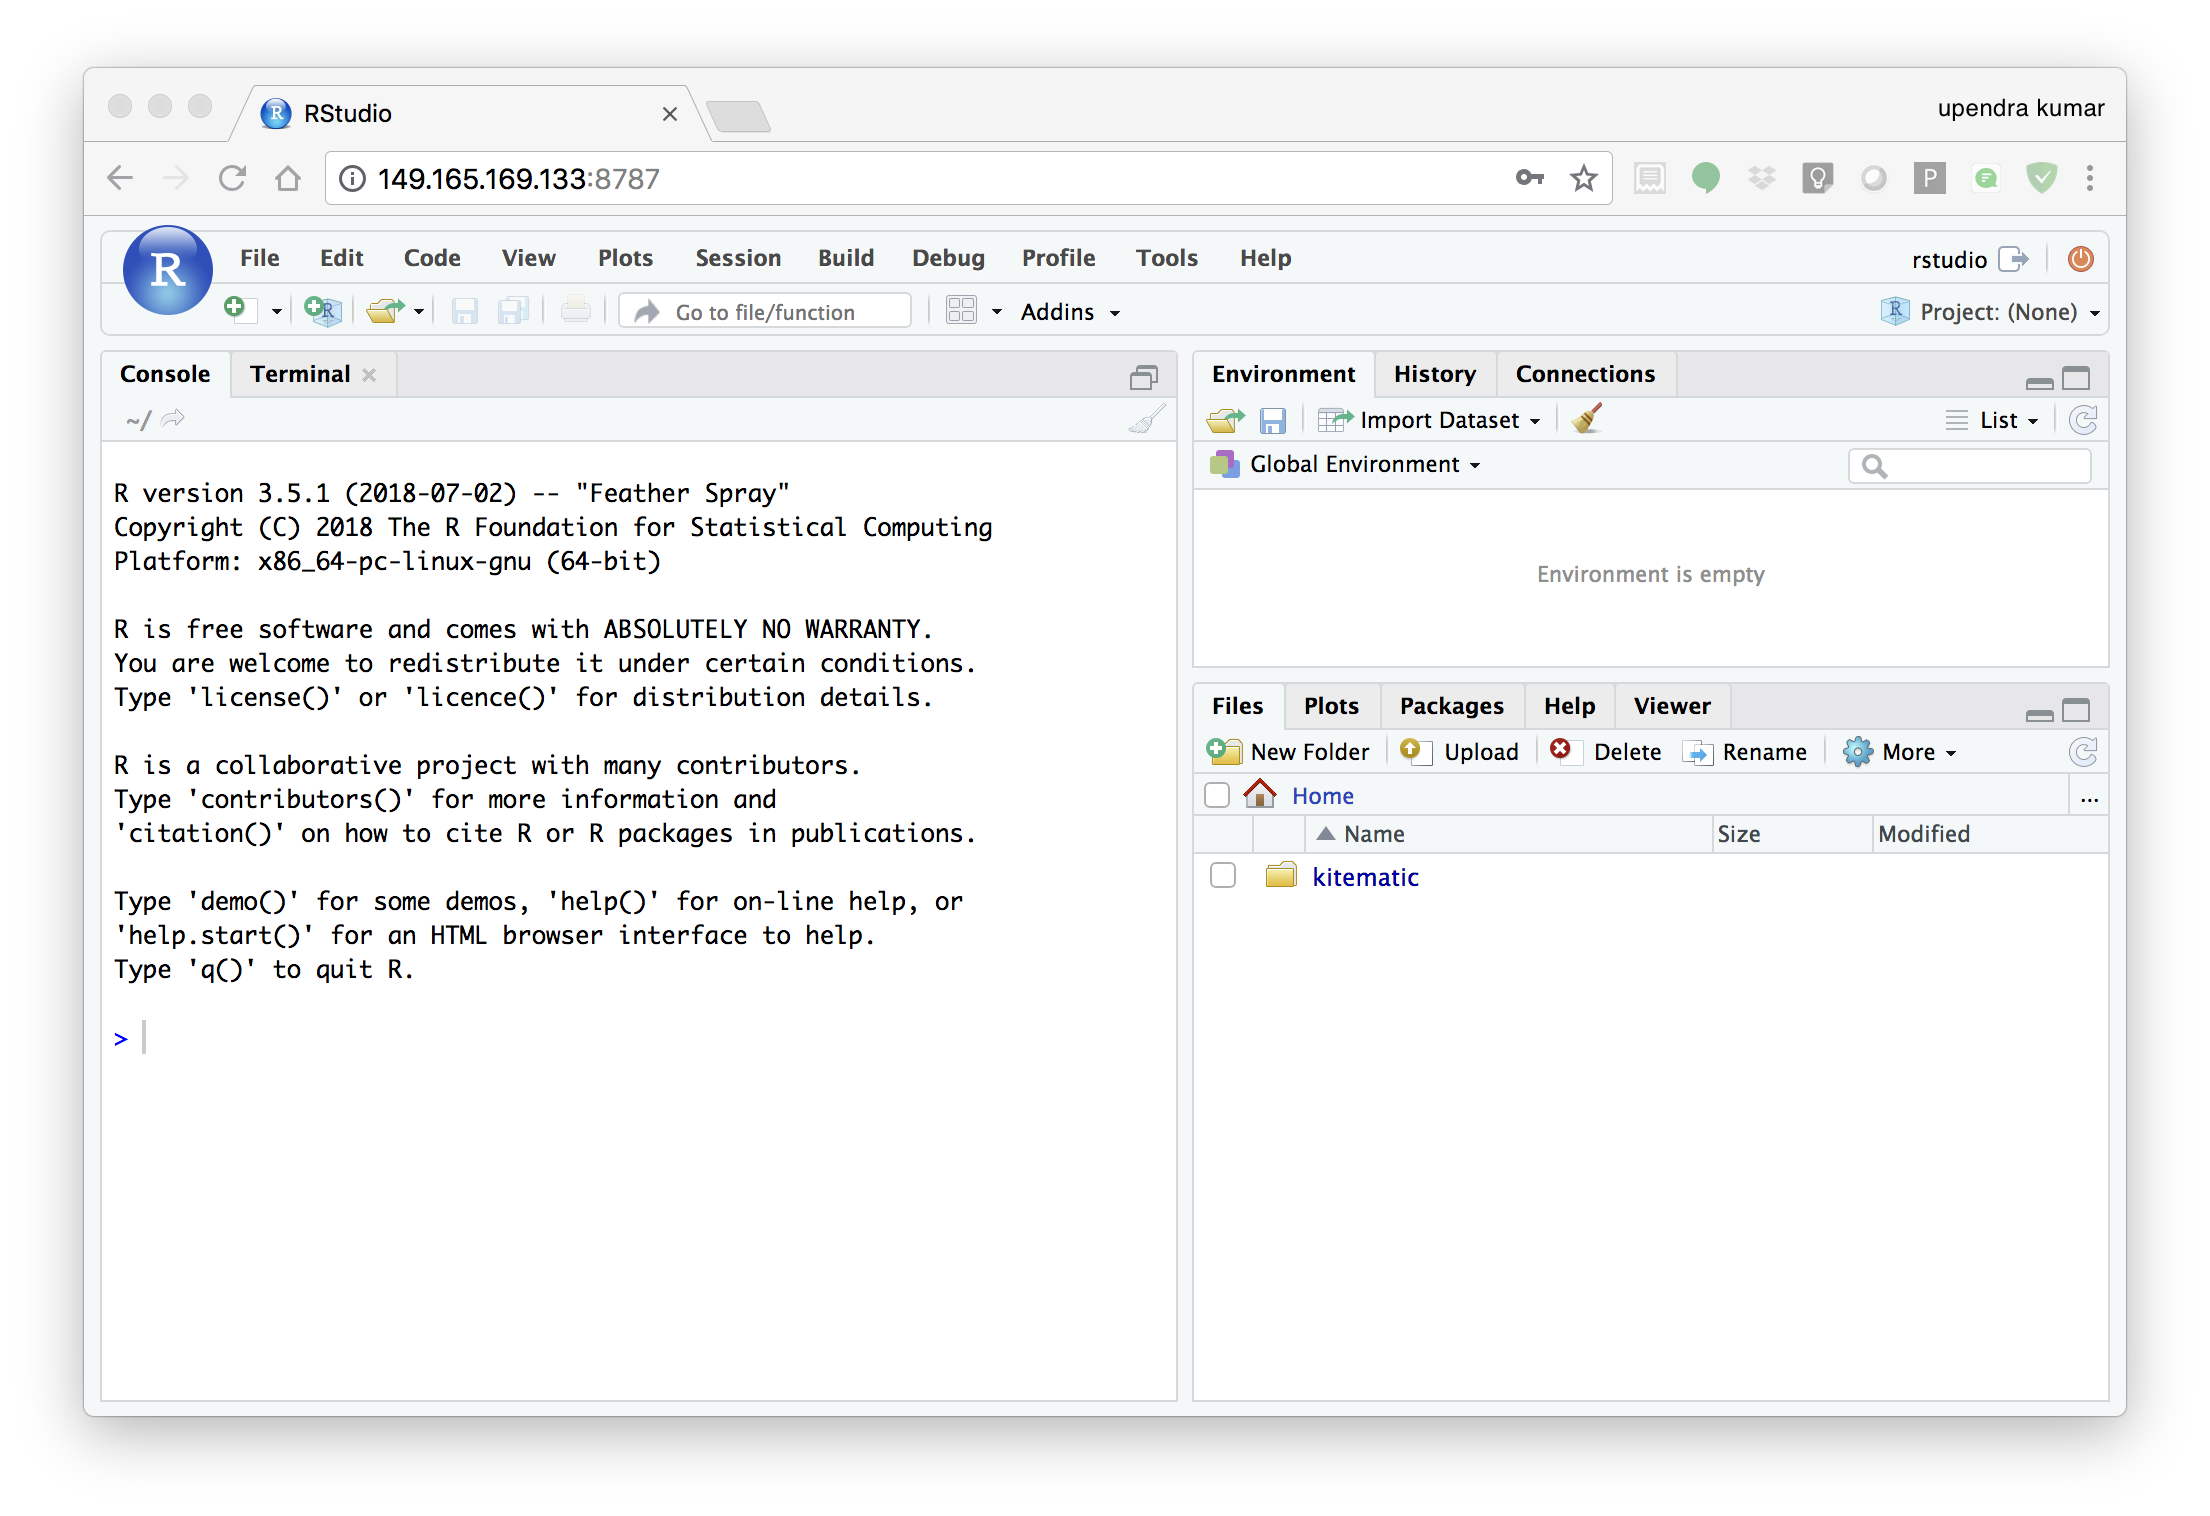 RStudio
upendra kumar
149.165.169.133:8787
R
File Edit Code View Plots Session Build Debug Profile Tools Help
rstudio
R
Go to file/function
Addins
R
Project: (None)
Console Terminal
~/
R version 3.5.1 (2018-07-02) -- "Feather Spray"
Copyright (C) 2018 The R Foundation for Statistical Computing
Platform: x86_64-pc-linux-gnu (64-bit)
R is free software and comes with ABSOLUTELY NO WARRANTY.
You are welcome to redistribute it under certain conditions.
Type 'license()' or 'licence()' for distribution details.
R is a collaborative project with many contributors.
Type 'contributors()' for more information and
'citation()' on how to cite R or R packages in publications.
Type 'demo()' for some demos, 'help()' for on-line help, or
'help.start()' for an HTML browser interface to help.
Type 'q()' to quit R.
>
Environment History Connections
Import Dataset
List
Global Environment
Environment is empty
Files Plots Packages Help Viewer
New Folder Upload Delete Rename More
Home
...
Name Size Modified
kitematic